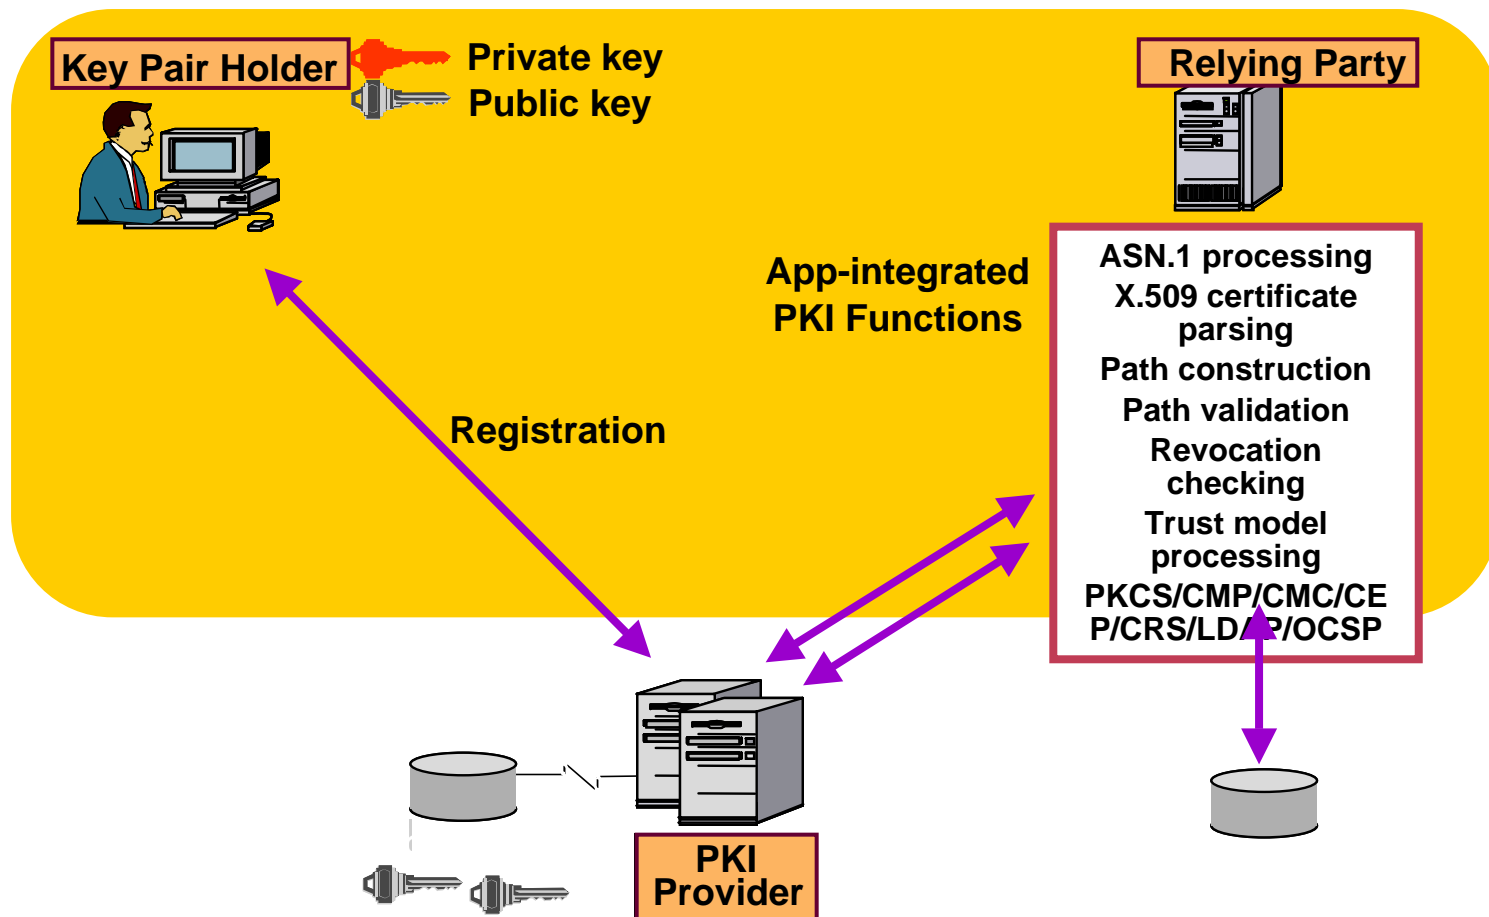 Key Pair Holder
Private key
Public key
Relying Party
App-integrated
PKI Functions
ASN.1 processing
X.509 certificate
parsing
Path construction
Path validation
Revocation
checking
Trust model
processing
PKCS/CMP/CMC/CE
P/CRS/LDAP/OCSP
Registration
PKI
Provider